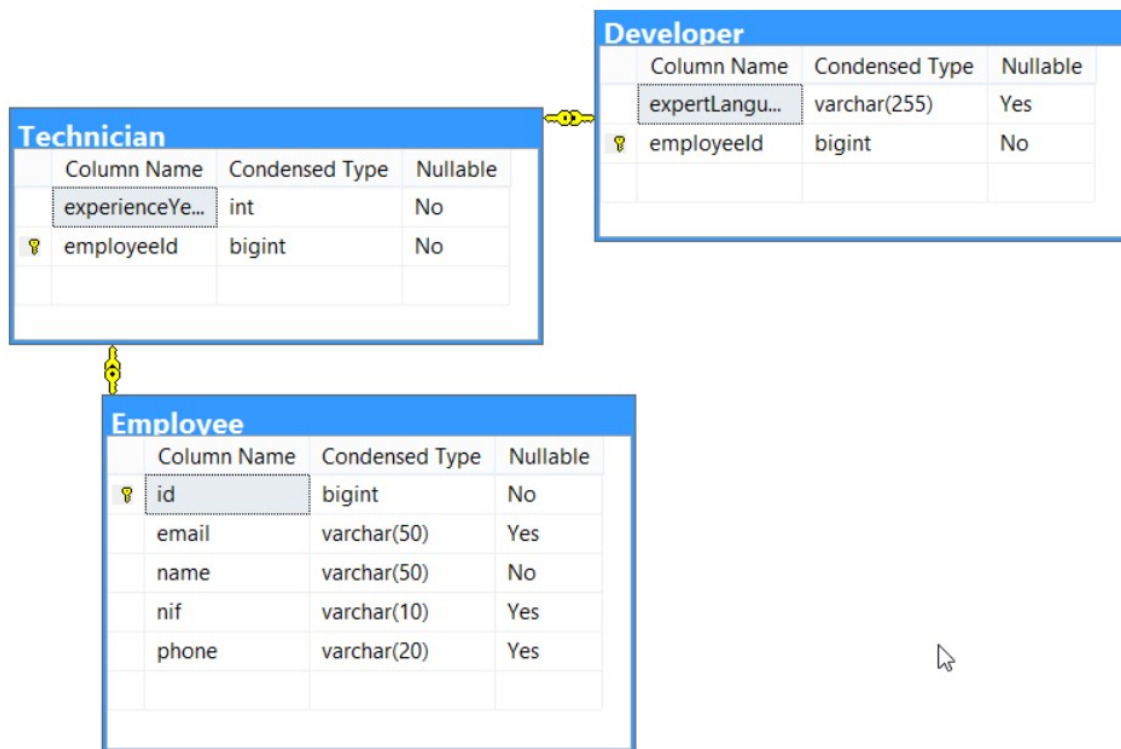 Developer
Column Name Condensed Type Nullable
expertLangu... varchar(255) Yes
employeeId bigint No
Technician
Column Name Condensed Type Nullable
experienceYe... int No
employeeId bigint No
Employee
Column Name Condensed Type Nullable
id bigint No
email varchar(50) Yes
name varchar(50) No
nif varchar(10) Yes
phone varchar(20) Yes